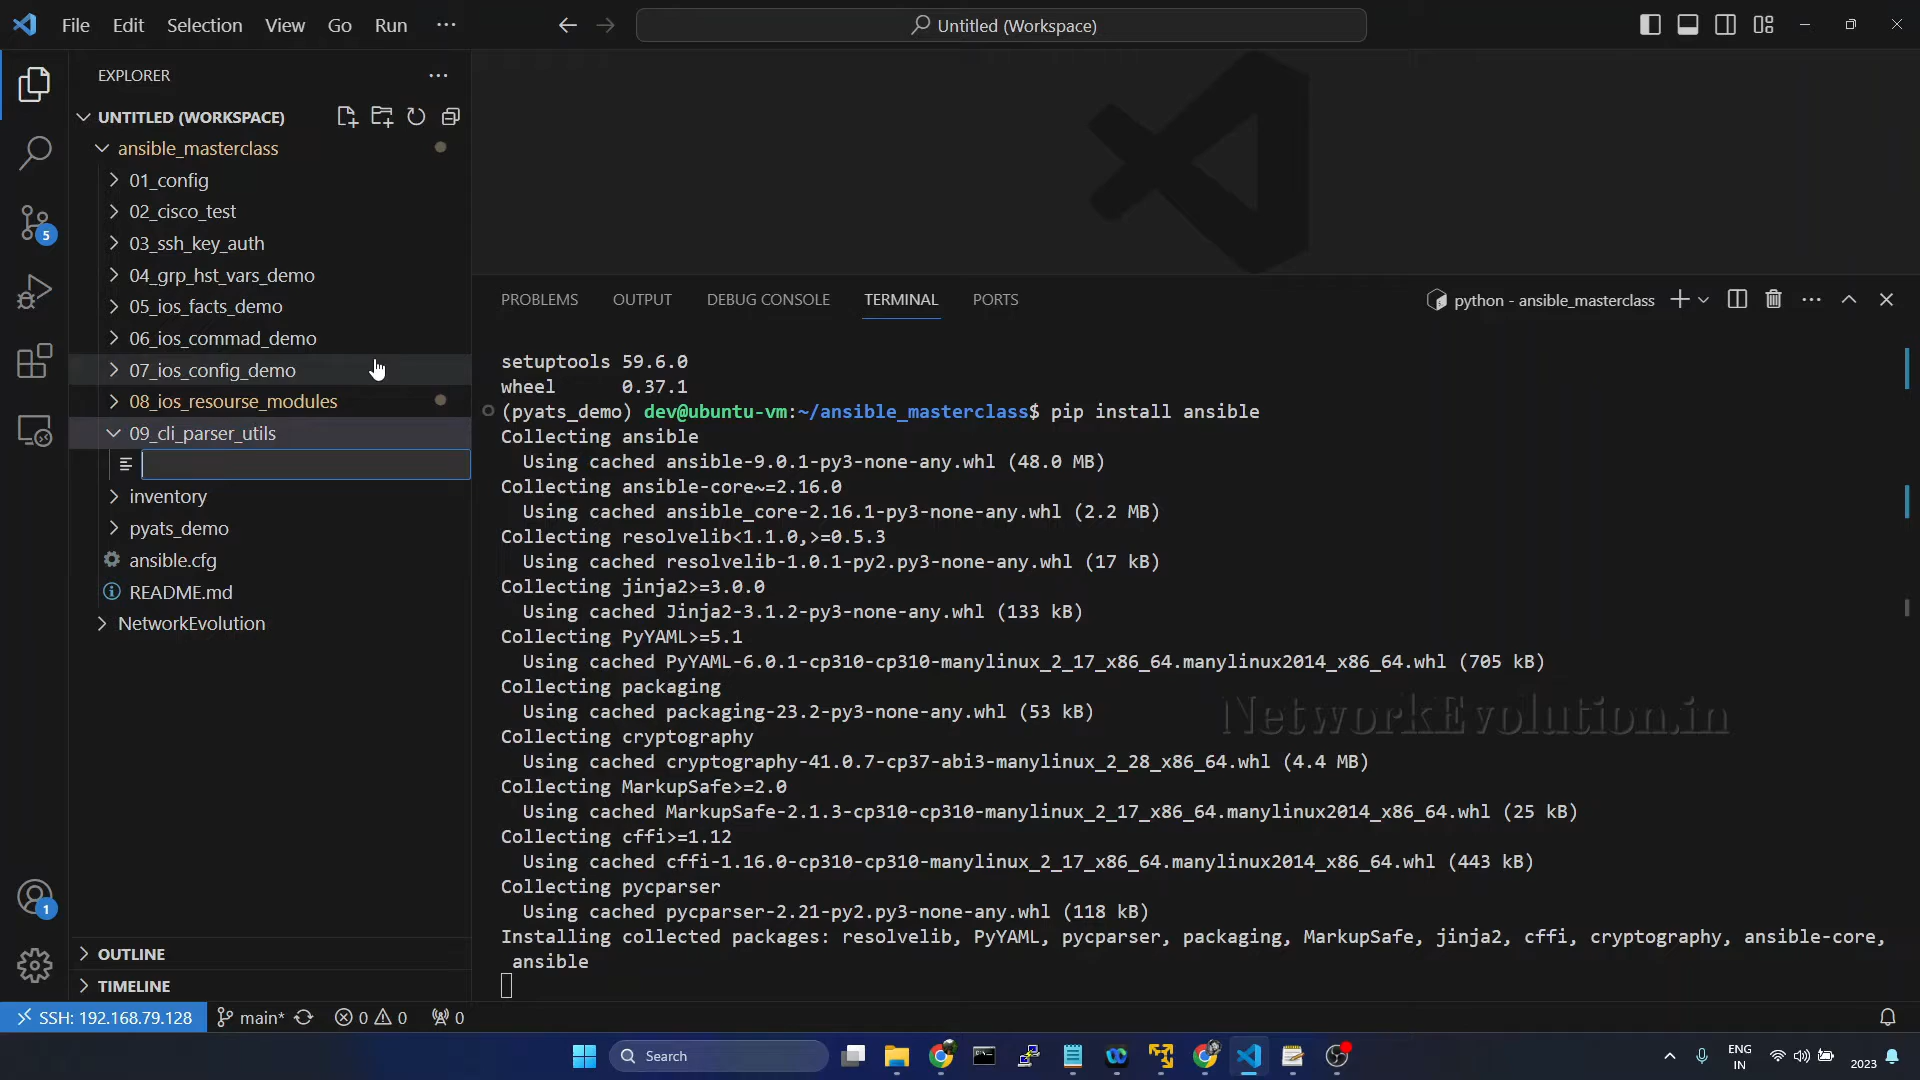 File Edit Selection View Go Run ···
Untitled (Workspace)
EXPLORER
UNTITLED (WORKSPACE)
ansible_masterclass
01_config
02_cisco_test
03_ssh_key_auth
04_grp_hst_vars_demo
05_ios_facts_demo
06_ios_commad_demo
07_ios_config_demo
08_ios_resourse_modules
09_cli_parser_utils
inventory
pyats_demo
ansible.cfg
README.md
NetworkEvolution
OUTLINE
TIMELINE
5
1
PROBLEMS OUTPUT DEBUG CONSOLE TERMINAL PORTS
python - ansible_masterclass
setuptools 59.6.0
wheel 0.37.1
(pyats_demo) dev@ubuntu-vm:~/ansible_masterclass$ pip install ansible
Collecting ansible
Using cached ansible-9.0.1-py3-none-any.whl (48.0 MB)
Collecting ansible-core~=2.16.0
Using cached ansible_core-2.16.1-py3-none-any.whl (2.2 MB)
Collecting resolvelib<1.1.0,>=0.5.3
Using cached resolvelib-1.0.1-py2.py3-none-any.whl (17 kB)
Collecting jinja2>=3.0.0
Using cached Jinja2-3.1.2-py3-none-any.whl (133 kB)
Collecting PyYAML>=5.1
Using cached PyYAML-6.0.1-cp310-cp310-manylinux_2_17_x86_64.manylinux2014_x86_64.whl (705 kB)
Collecting packaging
Using cached packaging-23.2-py3-none-any.whl (53 kB)
Collecting cryptography
Using cached cryptography-41.0.7-cp37-abi3-manylinux_2_28_x86_64.whl (4.4 MB)
Collecting MarkupSafe>=2.0
Using cached MarkupSafe-2.1.3-cp310-cp310-manylinux_2_17_x86_64.manylinux2014_x86_64.whl (25 kB)
Collecting cffi>=1.12
Using cached cffi-1.16.0-cp310-cp310-manylinux_2_17_x86_64.manylinux2014_x86_64.whl (443 kB)
Collecting pycparser
Using cached pycparser-2.21-py2.py3-none-any.whl (118 kB)
Installing collected packages: resolvelib, PyYAML, pycparser, packaging, MarkupSafe, jinja2, cffi, cryptography, ansible-core,
ansible
NetworkEvolution.in
SSH: 192.168.79.128 main* 0 0 0
Search
ENG
IN
2023